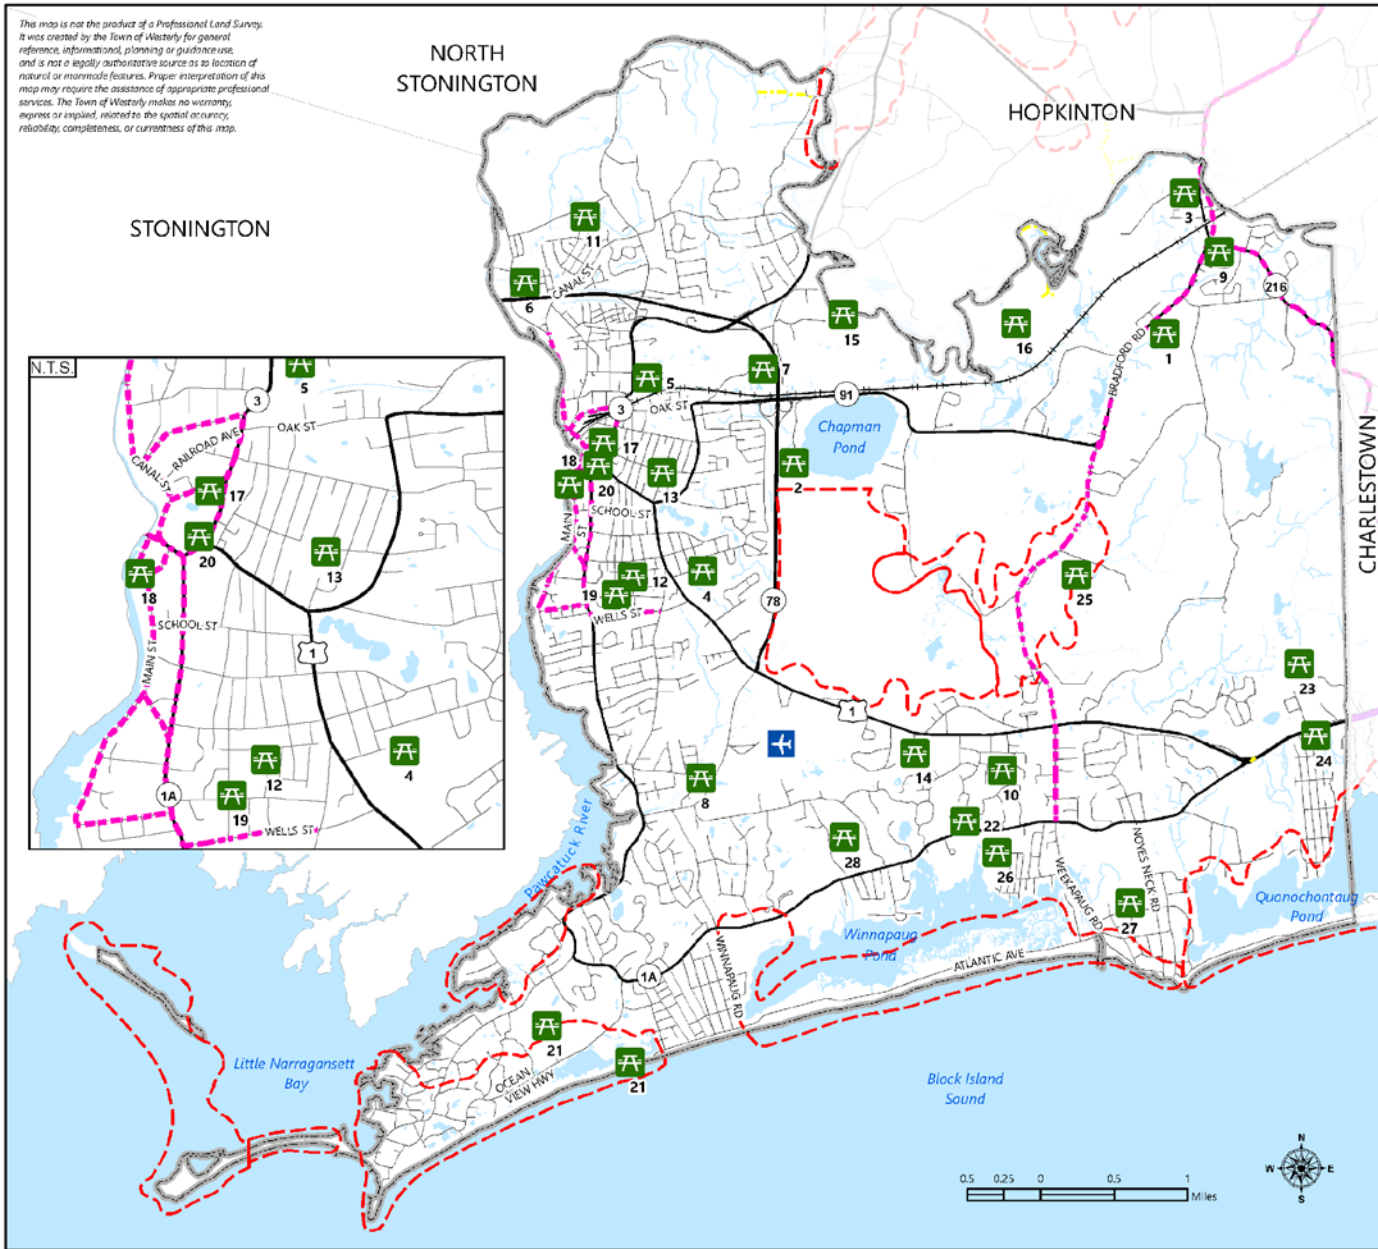 This map is not the product of a Professional Land Survey.
It was created by the Town of Westerly for general
reference, informational, planning or guidance use,
and is not a legally authoritative source as to location of
natural or manmade features. Proper interpretation of this
map may require the assistance of appropriate professional
services. The Town of Westerly makes no warranty,
express or implied, related to the spatial accuracy,
reliability, completeness, or currentness of this map.
NORTH
STONINGTON
HOPKINTON
STONINGTON
CHARLESTOWN
3
11
9
CANAL ST
6
216
15
16
1
BRADFORD RD
7
5
91
OAK ST
3
Chapman
Pond
17
18
20
13
2
SCHOOL ST
MAIN
ST
12
4
25
19
WELLS ST
78
23
1
24
14
8
10
22
28
26
Pawcatuck River
NOYES NECK RD
WEEKAPAUG RD
27
Quonochontaug
Pond
Winnapaug
Pond
WINNAPAUG RD
ATLANTIC AVE
1A
21
OCEAN
VIEW HWY
21
Little Narragansett
Bay
Block Island
Sound
N.T.S.
5
3
OAK ST
RAILROAD AVE
CANAL ST
17
20
13
18
SCHOOL ST
MAIN ST
1
4
12
1A
19
WELLS ST
0.5 0.25 0 0.5 1
Miles
N
W E
S